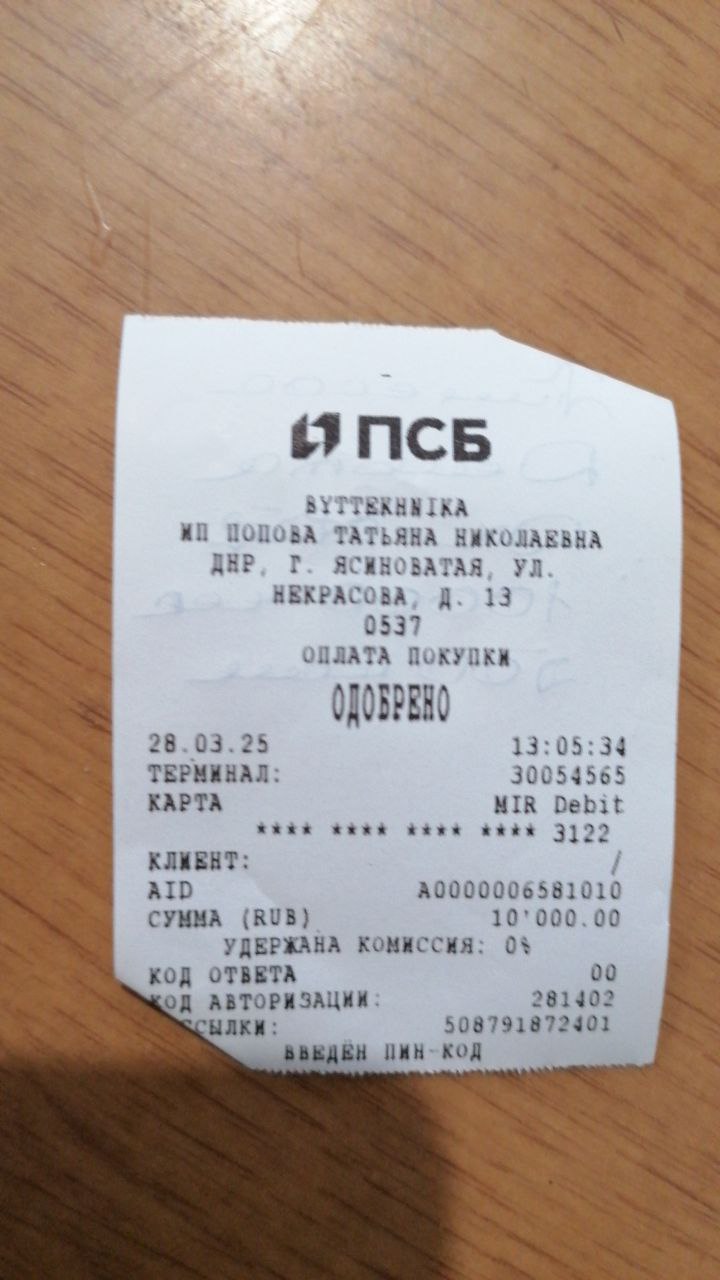 ПСБ
BYTTEKHNIKA
ИП ПОПОВА ТАТЬЯНА НИКОЛАЕВНА
ДНР, Г. ЯСИНОВАТАЯ, УЛ.
НЕКРАСОВА, Д. 13
0537
ОПЛАТА ПОКУПКИ
ОДОБРЕНО
28.03.25 13:05:34
ТЕРМИНАЛ: 30054565
КАРТА MIR Debit
**** **** **** **** 3122
КЛИЕНТ: /
AID A0000006581010
СУММА (RUB) 10'000.00
УДЕРЖАНА КОМИССИЯ: 0%
КОД ОТВЕТА 00
КОД АВТОРИЗАЦИИ: 281402
ССЫЛКИ: 508791872401
ВВЕДЁН ПИН-КОД